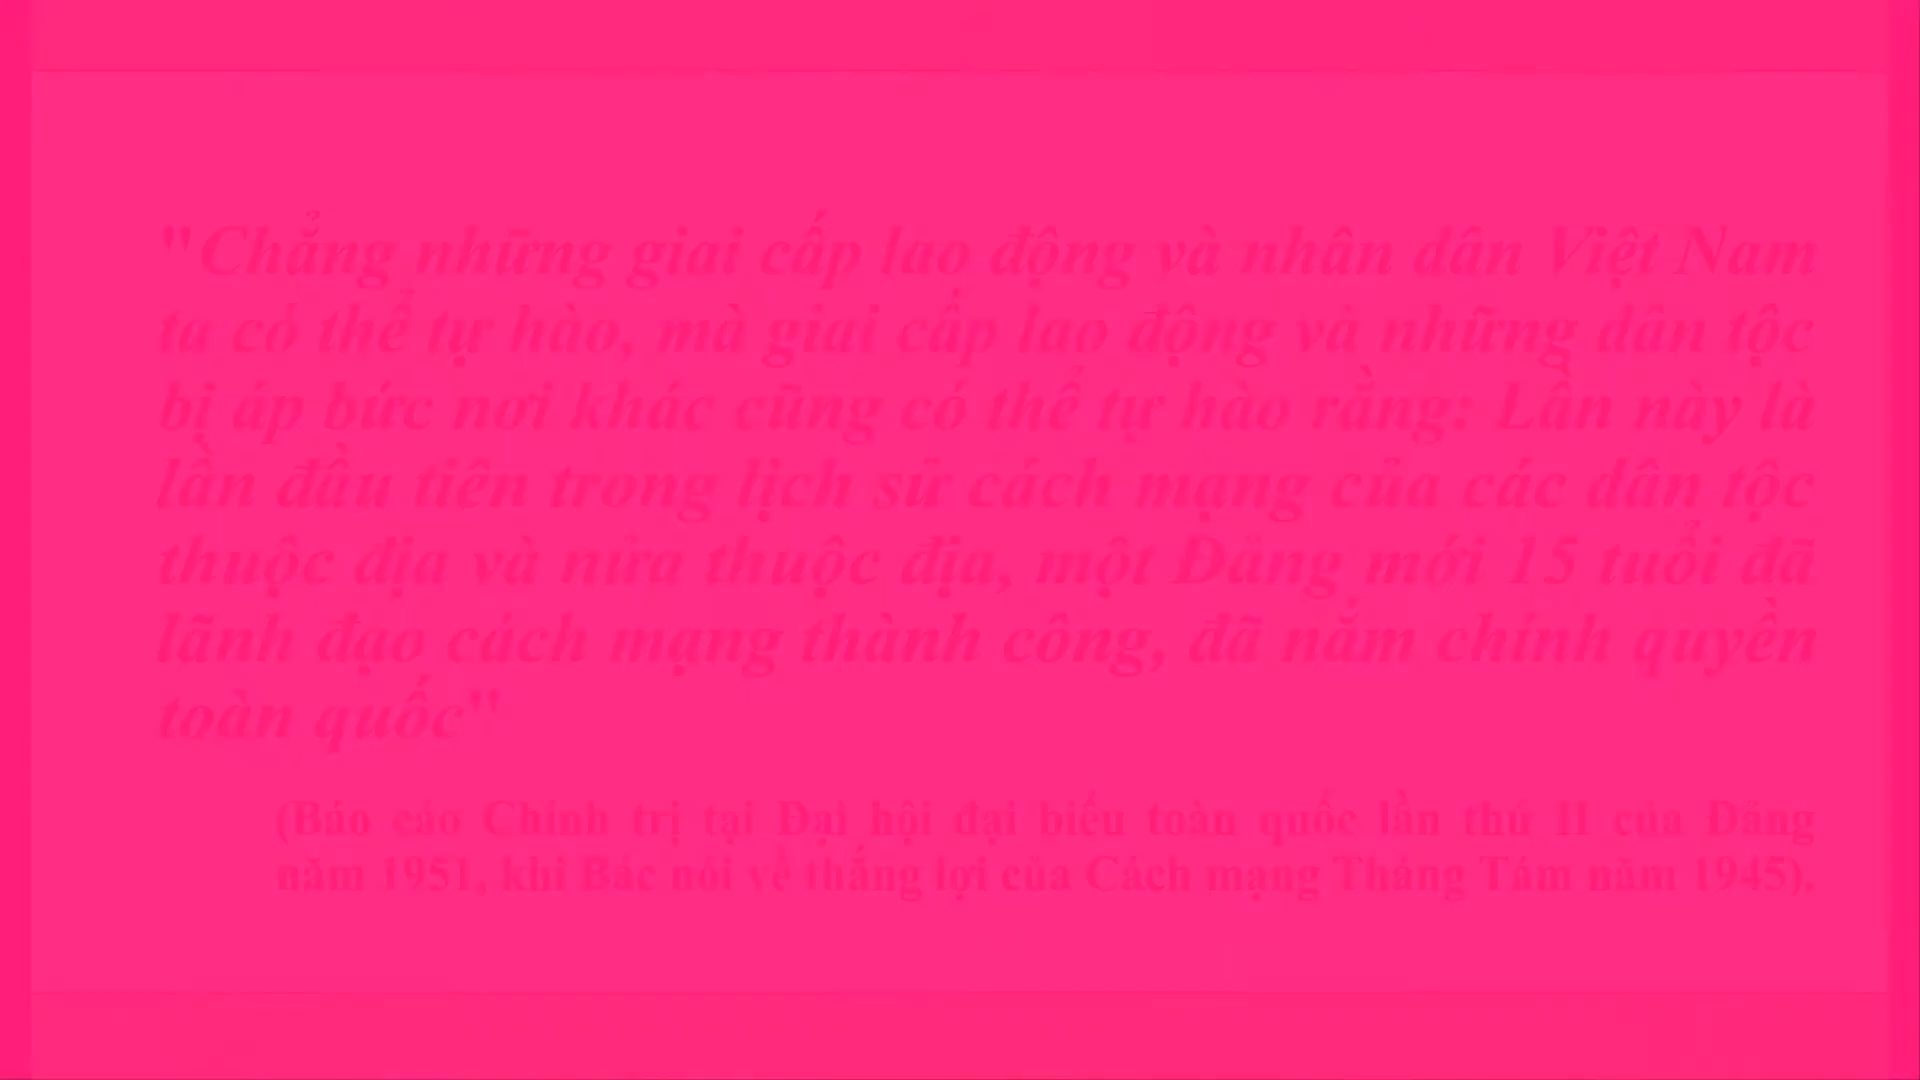 "Chẳng những giai cấp lao động và nhân dân Việt Nam
ta có thể tự hào, mà giai cấp lao động và những dân tộc
bị áp bức nơi khác cũng có thể tự hào rằng: Lần này là
lần đầu tiên trong lịch sử cách mạng của các dân tộc
thuộc địa và nửa thuộc địa, một Đảng mới 15 tuổi đã
lãnh đạo cách mạng thành công, đã nắm chính quyền
toàn quốc"
(Báo cáo Chính trị tại Đại hội đại biểu toàn quốc lần thứ II của Đảng
năm 1951, khi Bác nói về thắng lợi của Cách mạng Tháng Tám năm 1945).